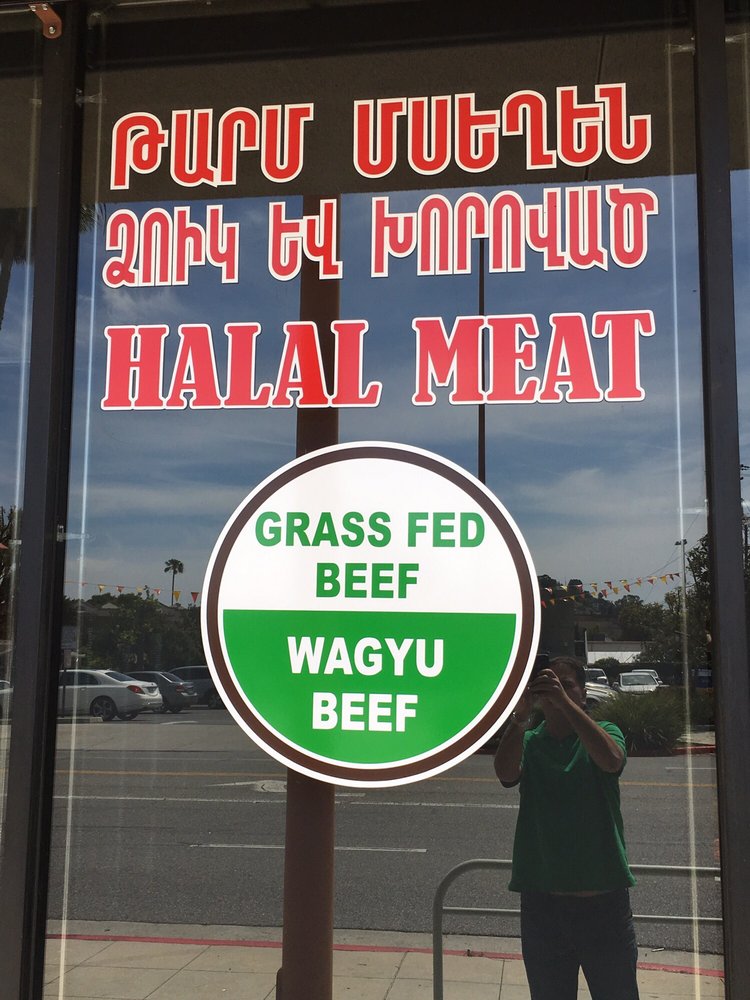 ԹԱՐՄ ՄՍԵՂԵՆ
ՁՈՒԿ ԵՎ ԽՈՐՈՎԱԾ
HALAL MEAT
GRASS FED
BEEF
WAGYU
BEEF